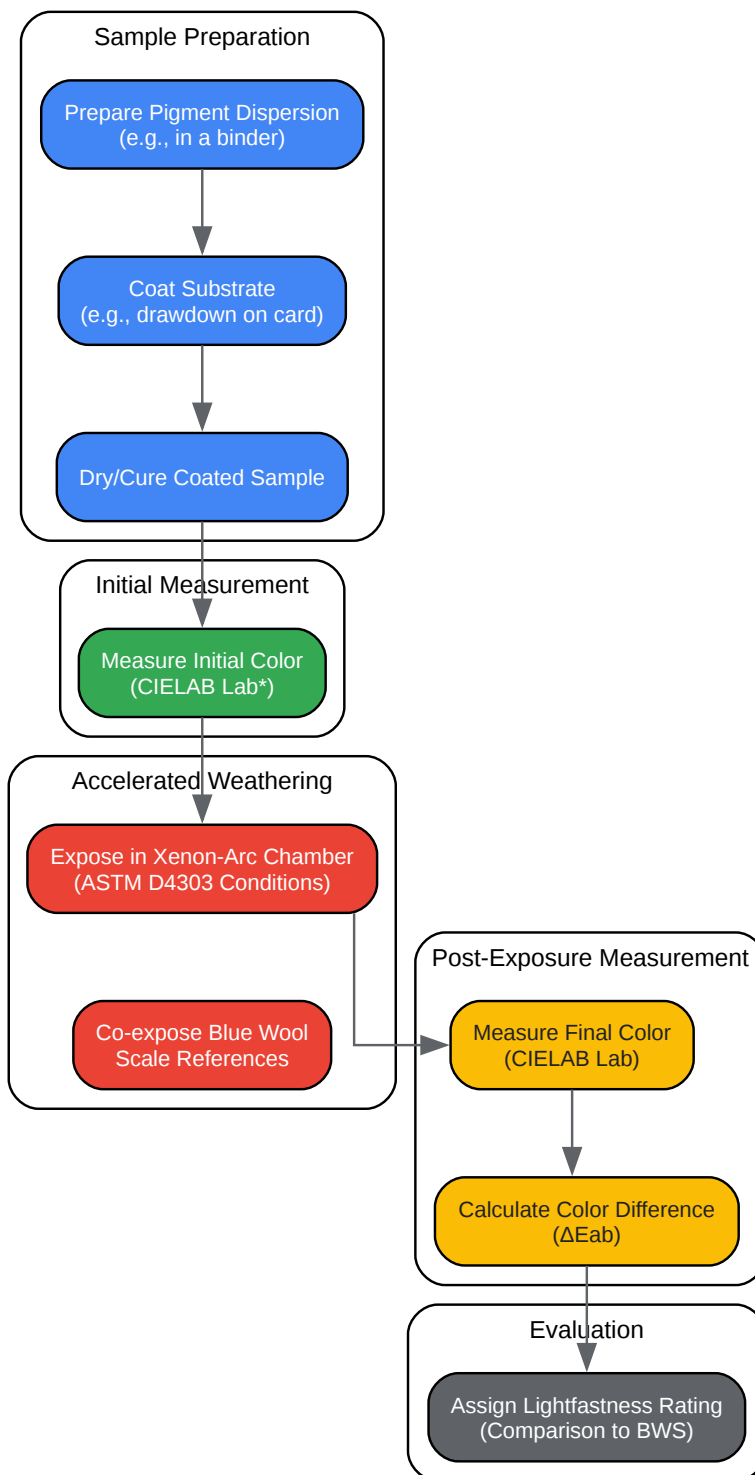 Sample Preparation
Prepare Pigment Dispersion
(e.g., in a binder)
Coat Substrate
(e.g., drawdown on card)
Dry/Cure Coated Sample
Initial Measurement
Measure Initial Color
(CIELAB Lab*)
Accelerated Weathering
Expose in Xenon-Arc Chamber
(ASTM D4303 Conditions)
Co-expose Blue Wool
Scale References
Post-Exposure Measurement
Measure Final Color
(CIELAB Lab)
Calculate Color Difference
(ΔEab)
Evaluation
Assign Lightfastness Rating
(Comparison to BWS)